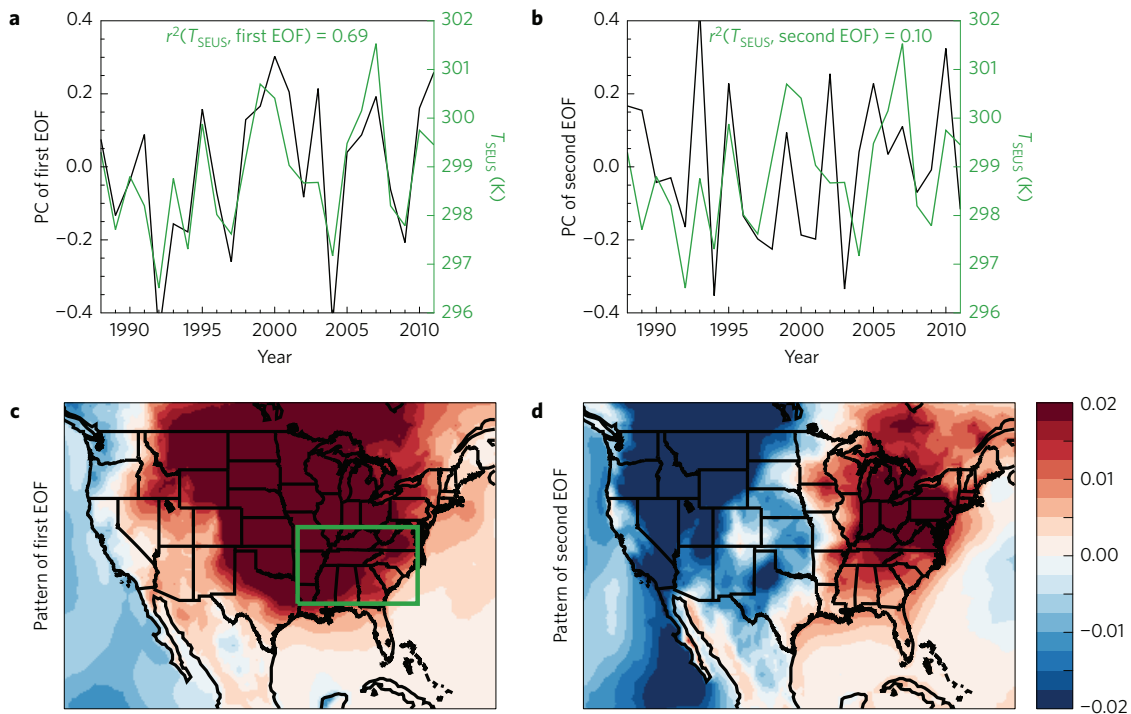 a
r²(T_SEUS, first EOF) = 0.69
PC of first EOF
0.4
0.2
0.0
−0.2
−0.4
302
301
300
299
298
297
296
T_SEUS (K)
1990
1995
2000
2005
2010
Year
b
r²(T_SEUS, second EOF) = 0.10
PC of second EOF
0.4
0.2
0.0
−0.2
−0.4
302
301
300
299
298
297
296
T_SEUS (K)
1990
1995
2000
2005
2010
Year
c
Pattern of first EOF
d
Pattern of second EOF
0.02
0.01
0.00
−0.01
−0.02